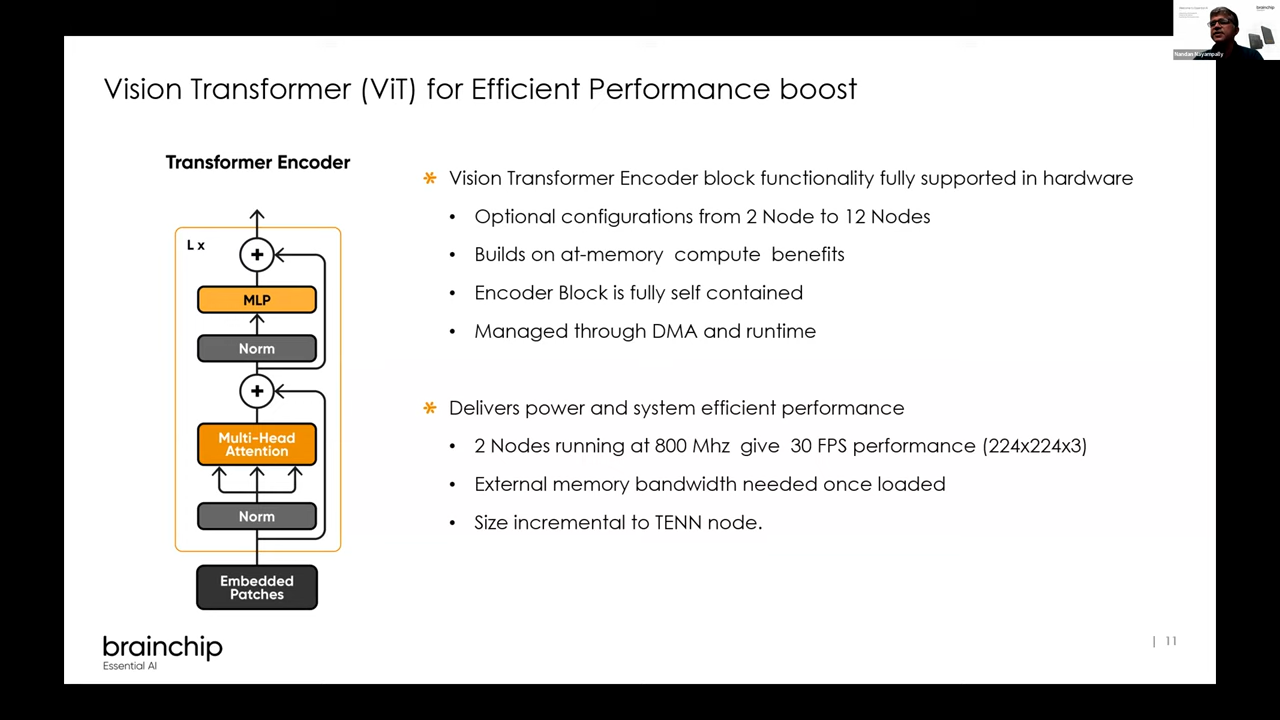 Vision Transformer (ViT) for Efficient Performance boost
Transformer Encoder
L x
+
MLP
Norm
+
Multi-Head
Attention
Norm
Embedded
Patches
Vision Transformer Encoder block functionality fully supported in hardware
• Optional configurations from 2 Node to 12 Nodes
• Builds on at-memory compute benefits
• Encoder Block is fully self contained
• Managed through DMA and runtime
Delivers power and system efficient performance
• 2 Nodes running at 800 Mhz give 30 FPS performance (224x224x3)
• External memory bandwidth needed once loaded
• Size incremental to TENN node.
brainchip
Essential AI
| 11
brainchip
Nandan Nayampally